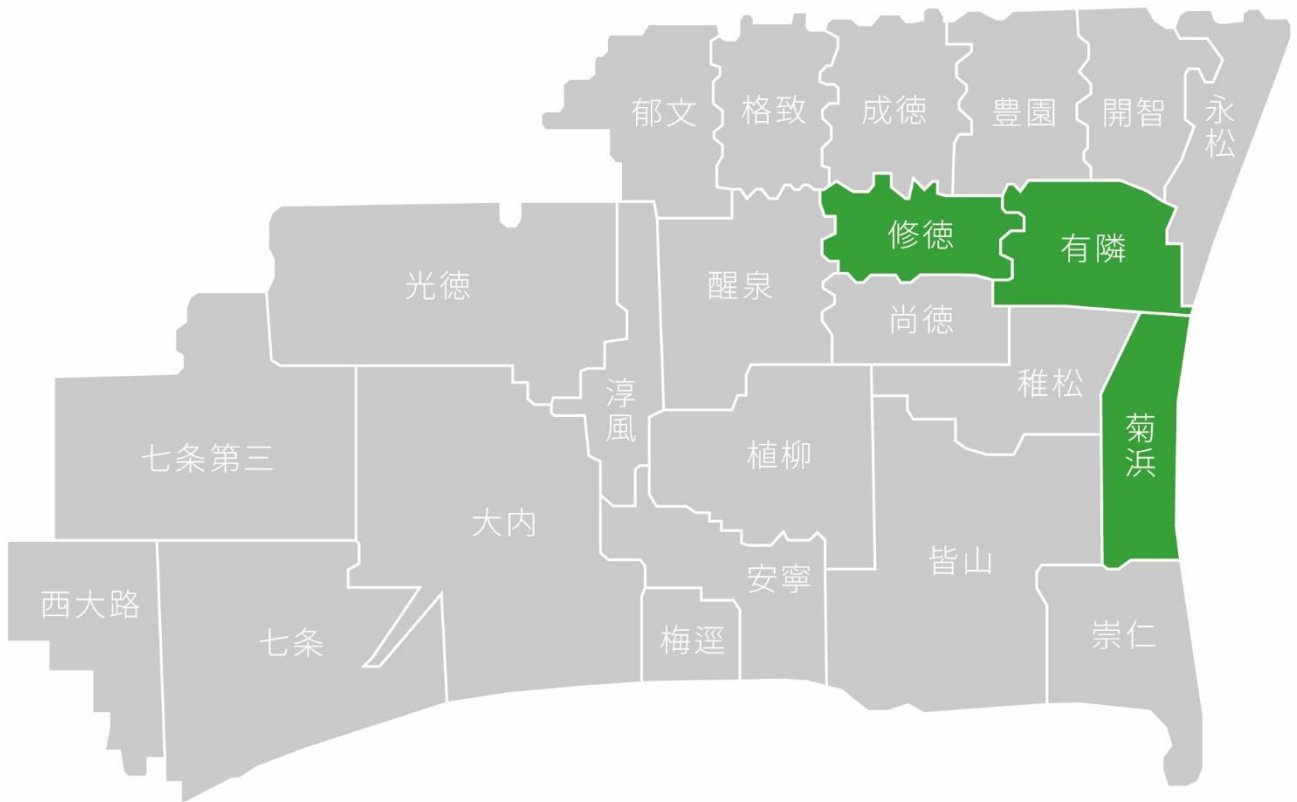 郁文
格致
成徳
豊園
開智
永松
修徳
有隣
光徳
醒泉
尚徳
淳風
稚松
菊浜
七条第三
植柳
大内
皆山
安寧
西大路
七条
梅逕
崇仁